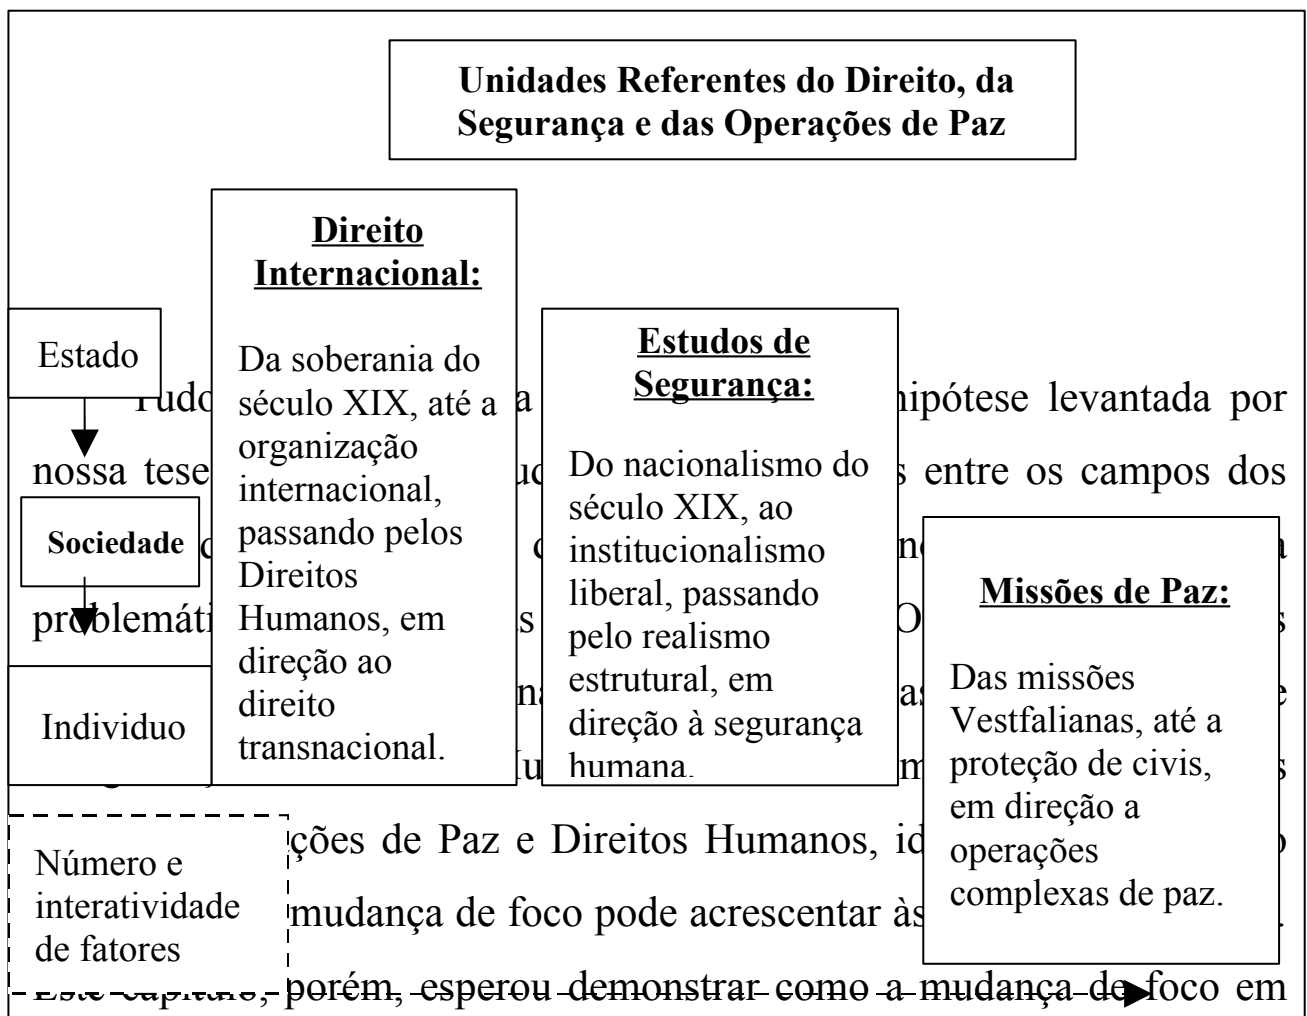 Unidades Referentes do Direito, da
Segurança e das Operações de Paz
Direito
Internacional:
Da soberania do
século XIX, até a
organização
internacional,
passando pelos
Direitos
Humanos, em
direção ao
direito
transnacional.
Estudos de
Segurança:
Do nacionalismo do
século XIX, ao
institucionalismo
liberal, passando
pelo realismo
estrutural, em
direção à segurança
humana.
Missões de Paz:
Das missões
Vestfalianas, até a
proteção de civis,
em direção a
operações
complexas de paz.
Estado
Sociedade
Individuo
Número e
interatividade
de fatores
Tudo a hipótese levantada por
nossa tese entre os campos dos
a
de Paz e Direitos Humanos,
mudança de foco pode acrescentar às
Este capítulo, porém, esperou demonstrar como a mudança de foco em